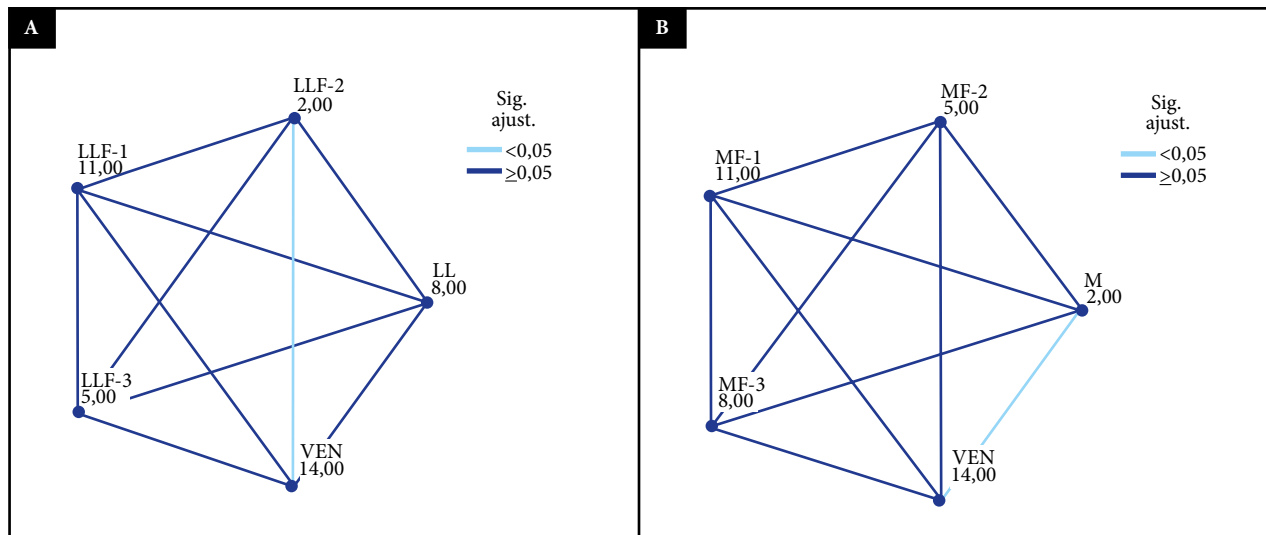 A
LLF-2
2,00
Sig.
ajust.
<0,05
≥0,05
LLF-1
11,00
LL
8,00
LLF-3
5,00
VEN
14,00
B
MF-2
5,00
Sig.
ajust.
<0,05
≥0,05
MF-1
11,00
M
2,00
MF-3
8,00
VEN
14,00